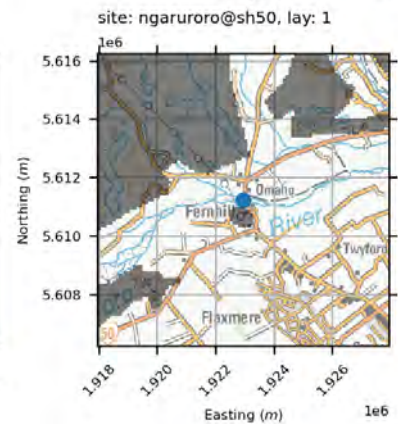 site: ngaruroro@sh50, lay: 1
1e6
5.616
5.614
5.612
5.610
5.608
Northing (m)
Omahu
Fernhill
River
Twyford
Flaxmere
50
1.918
1.920
1.922
1.924
1.926
1e6
Easting (m)